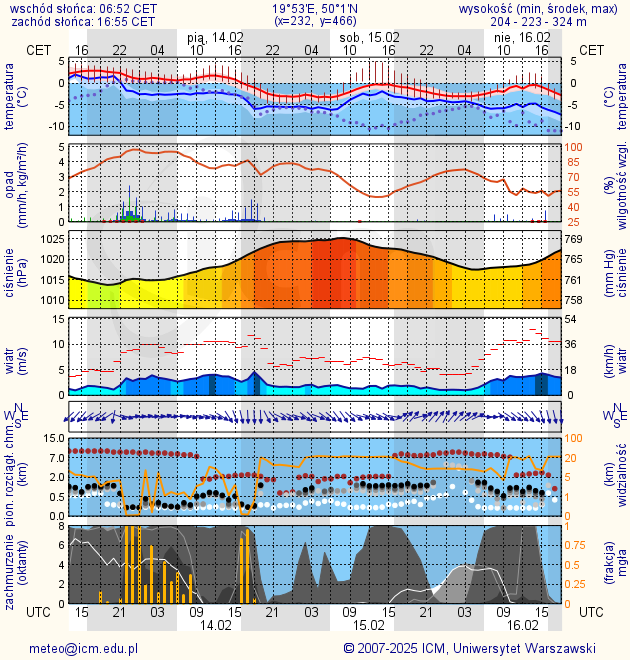 wschód słońca: 06:52 CET 19°53'E, 50°1'N wysokość (min, środek, max)
zachód słońca: 16:55 CET (x=232, y=466) 204 - 223 - 324 m
pią, 14.02 sob, 15.02 nie, 16.02
CET 16 22 04 10 16 22 04 10 16 22 04 10 16 CET
temperatura (°C) 5 0 -5 -10 5 0 -5 -10 (°C) temperatura
opad (mm/h, kg/m²/h) 5 4 3 2 1 0 100 85 70 55 40 25 (%) wilgotność wzgl.
ciśnienie (hPa) 1025 1020 1015 1010 769 765 761 758 (mm Hg) ciśnienie
wiatr (m/s) 15 10 5 0 54 36 18 0 (km/h) wiatr
N W E S N W E S
pion. rozciągł. chm. (km) 15.0 7.0 2.0 0.5 0.0 100 20 5 1 0 (km) widzialność
zachmurzenie (oktanty) 8 6 4 2 0 1 0.75 0.5 0.25 0 (frakcja) mgła
UTC 15 21 03 09 15 21 03 09 15 21 03 09 15 UTC
14.02 15.02 16.02
meteo@icm.edu.pl © 2007-2025 ICM, Uniwersytet Warszawski